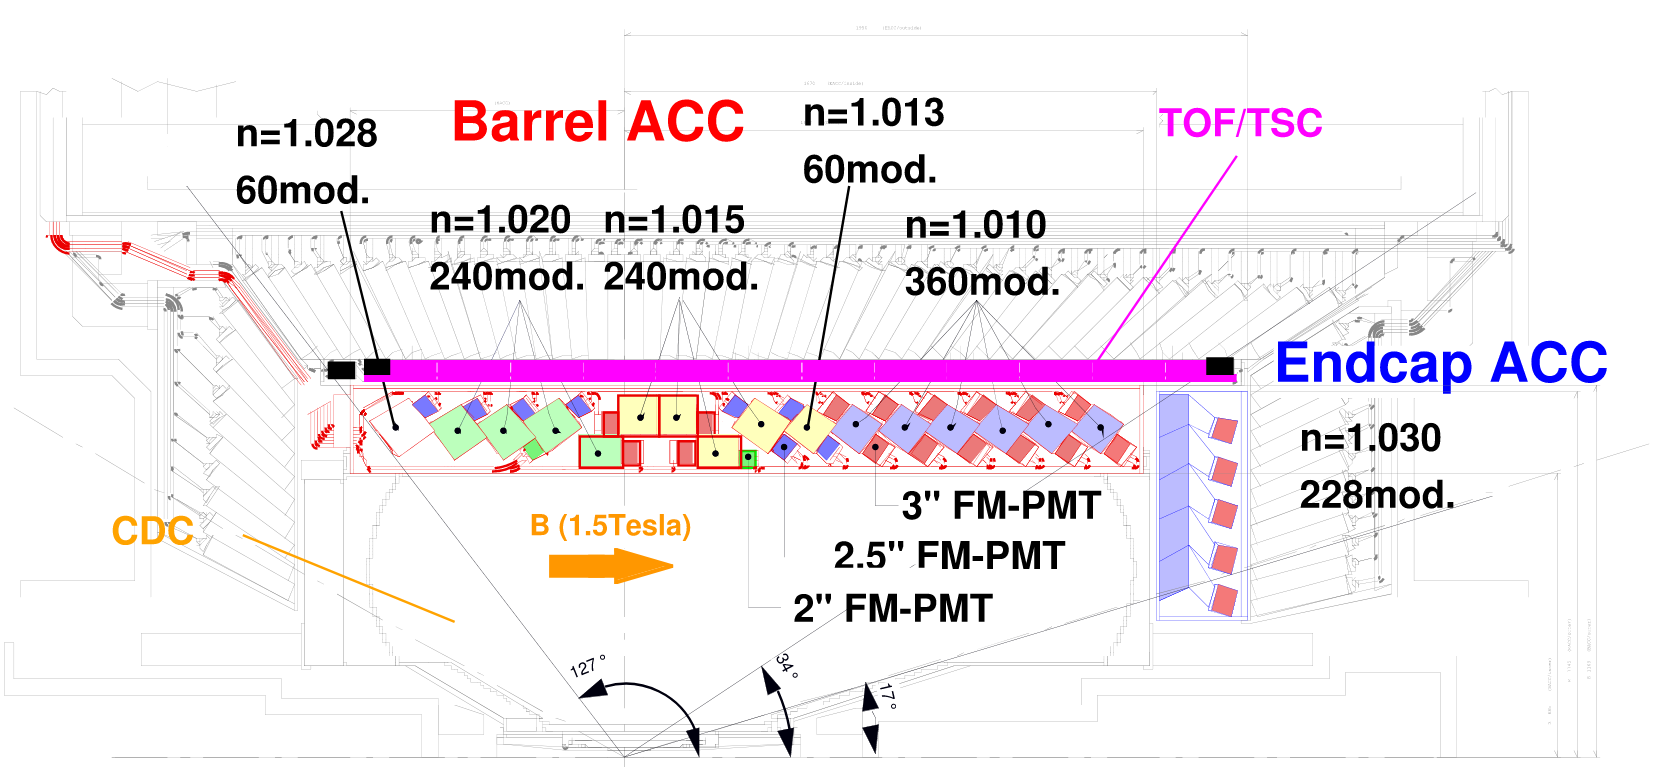 Barrel ACC
n=1.028
60mod.
n=1.020
240mod.
n=1.015
240mod.
n=1.013
60mod.
n=1.010
360mod.
TOF/TSC
Endcap ACC
n=1.030
228mod.
CDC
B (1.5Tesla)
3" FM-PMT
2.5" FM-PMT
2" FM-PMT
127°
34°
17°